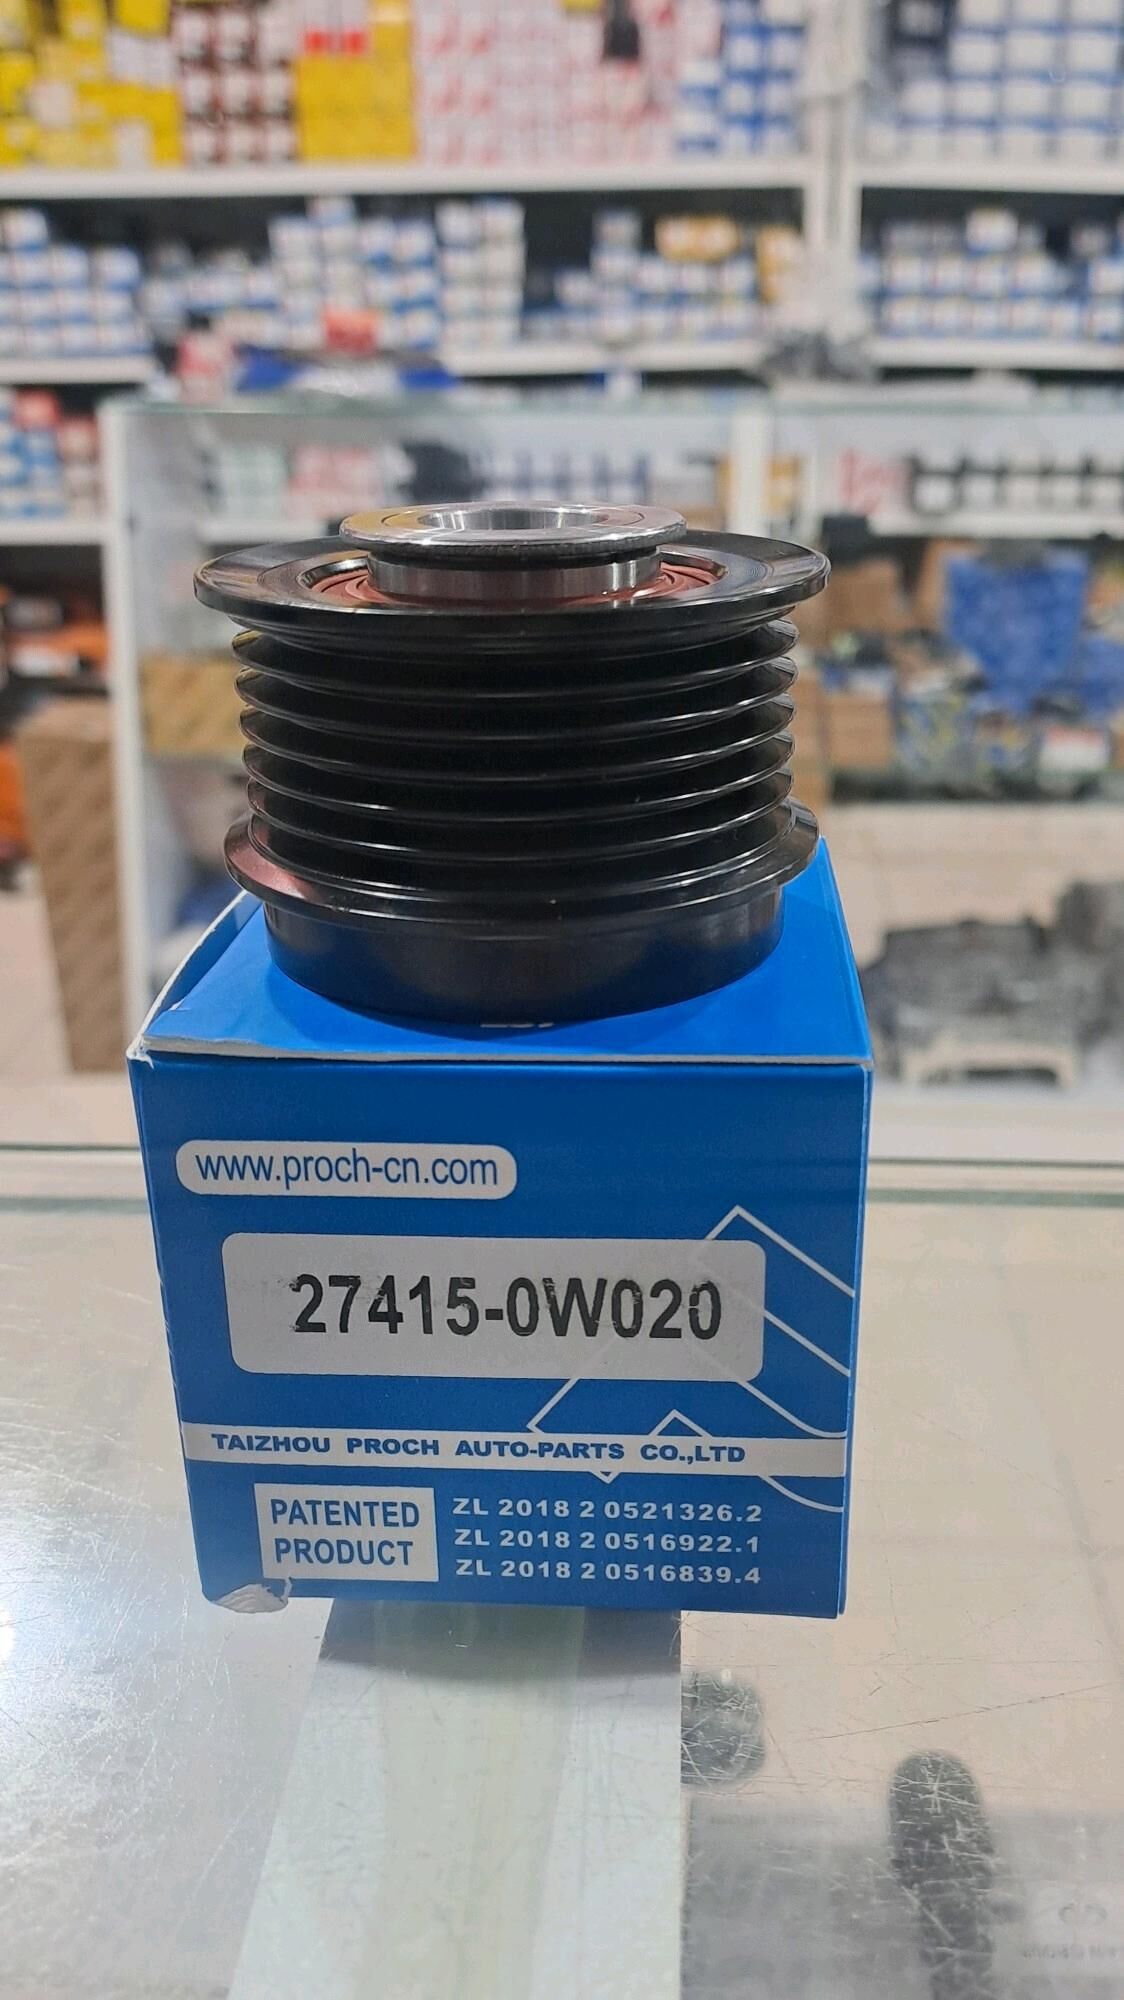 www.proch-cn.com
27415-0W020
TAIZHOU PROCH AUTO-PARTS CO.,LTD
PATENTED
PRODUCT
ZL 2018 2 0521326.2
ZL 2018 2 0516922.1
ZL 2018 2 0516839.4